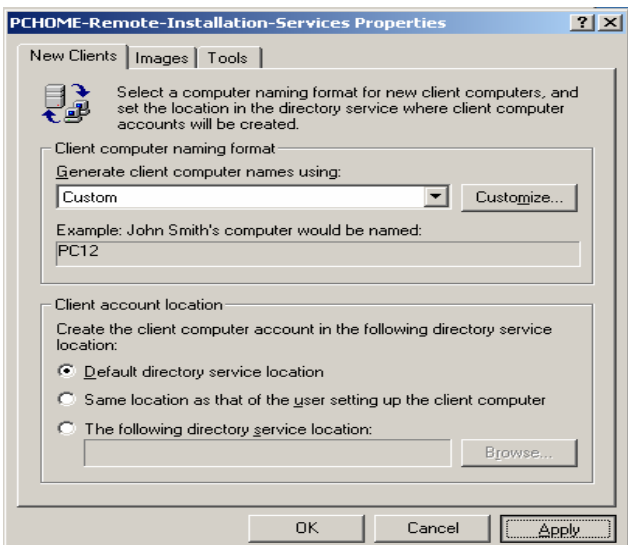 PCHOME-Remote-Installation-Services Properties
New Clients
Images
Tools
Select a computer naming format for new client computers, and
set the location in the directory service where client computer
accounts will be created.
Client computer naming format
Generate client computer names using:
Custom
Customize...
Example: John Smith's computer would be named:
PC12
Client account location
Create the client computer account in the following directory service
location:
Default directory service location
Same location as that of the user setting up the client computer
The following directory service location:
Browse...
OK
Cancel
Apply